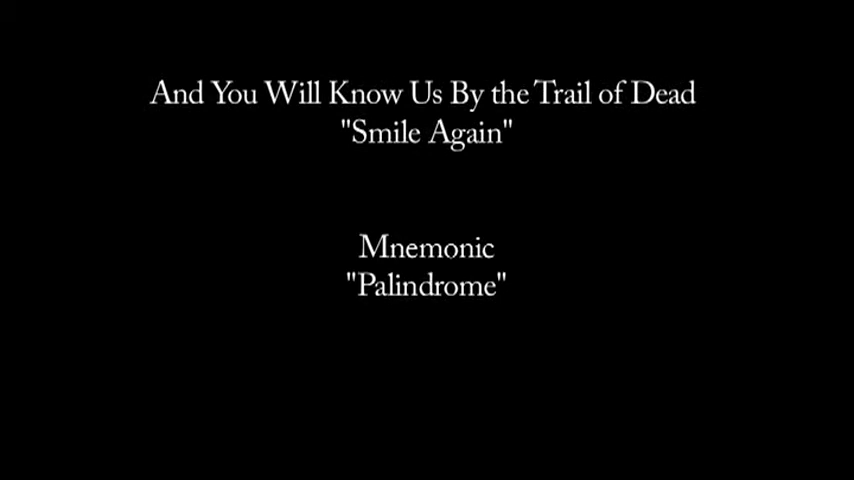 And You Will Know Us By the Trail of Dead
"Smile Again"
Mnemonic
"Palindrome"